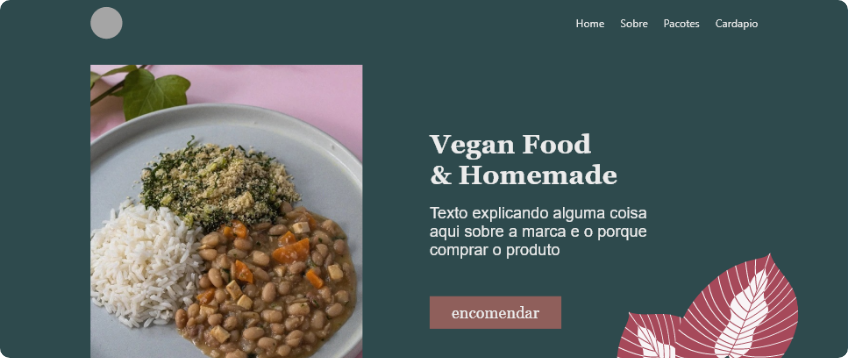 Home Sobre Pacotes Cardapio
Vegan Food
& Homemade
Texto explicando alguma coisa
aqui sobre a marca e o porque
comprar o produto
encomendar